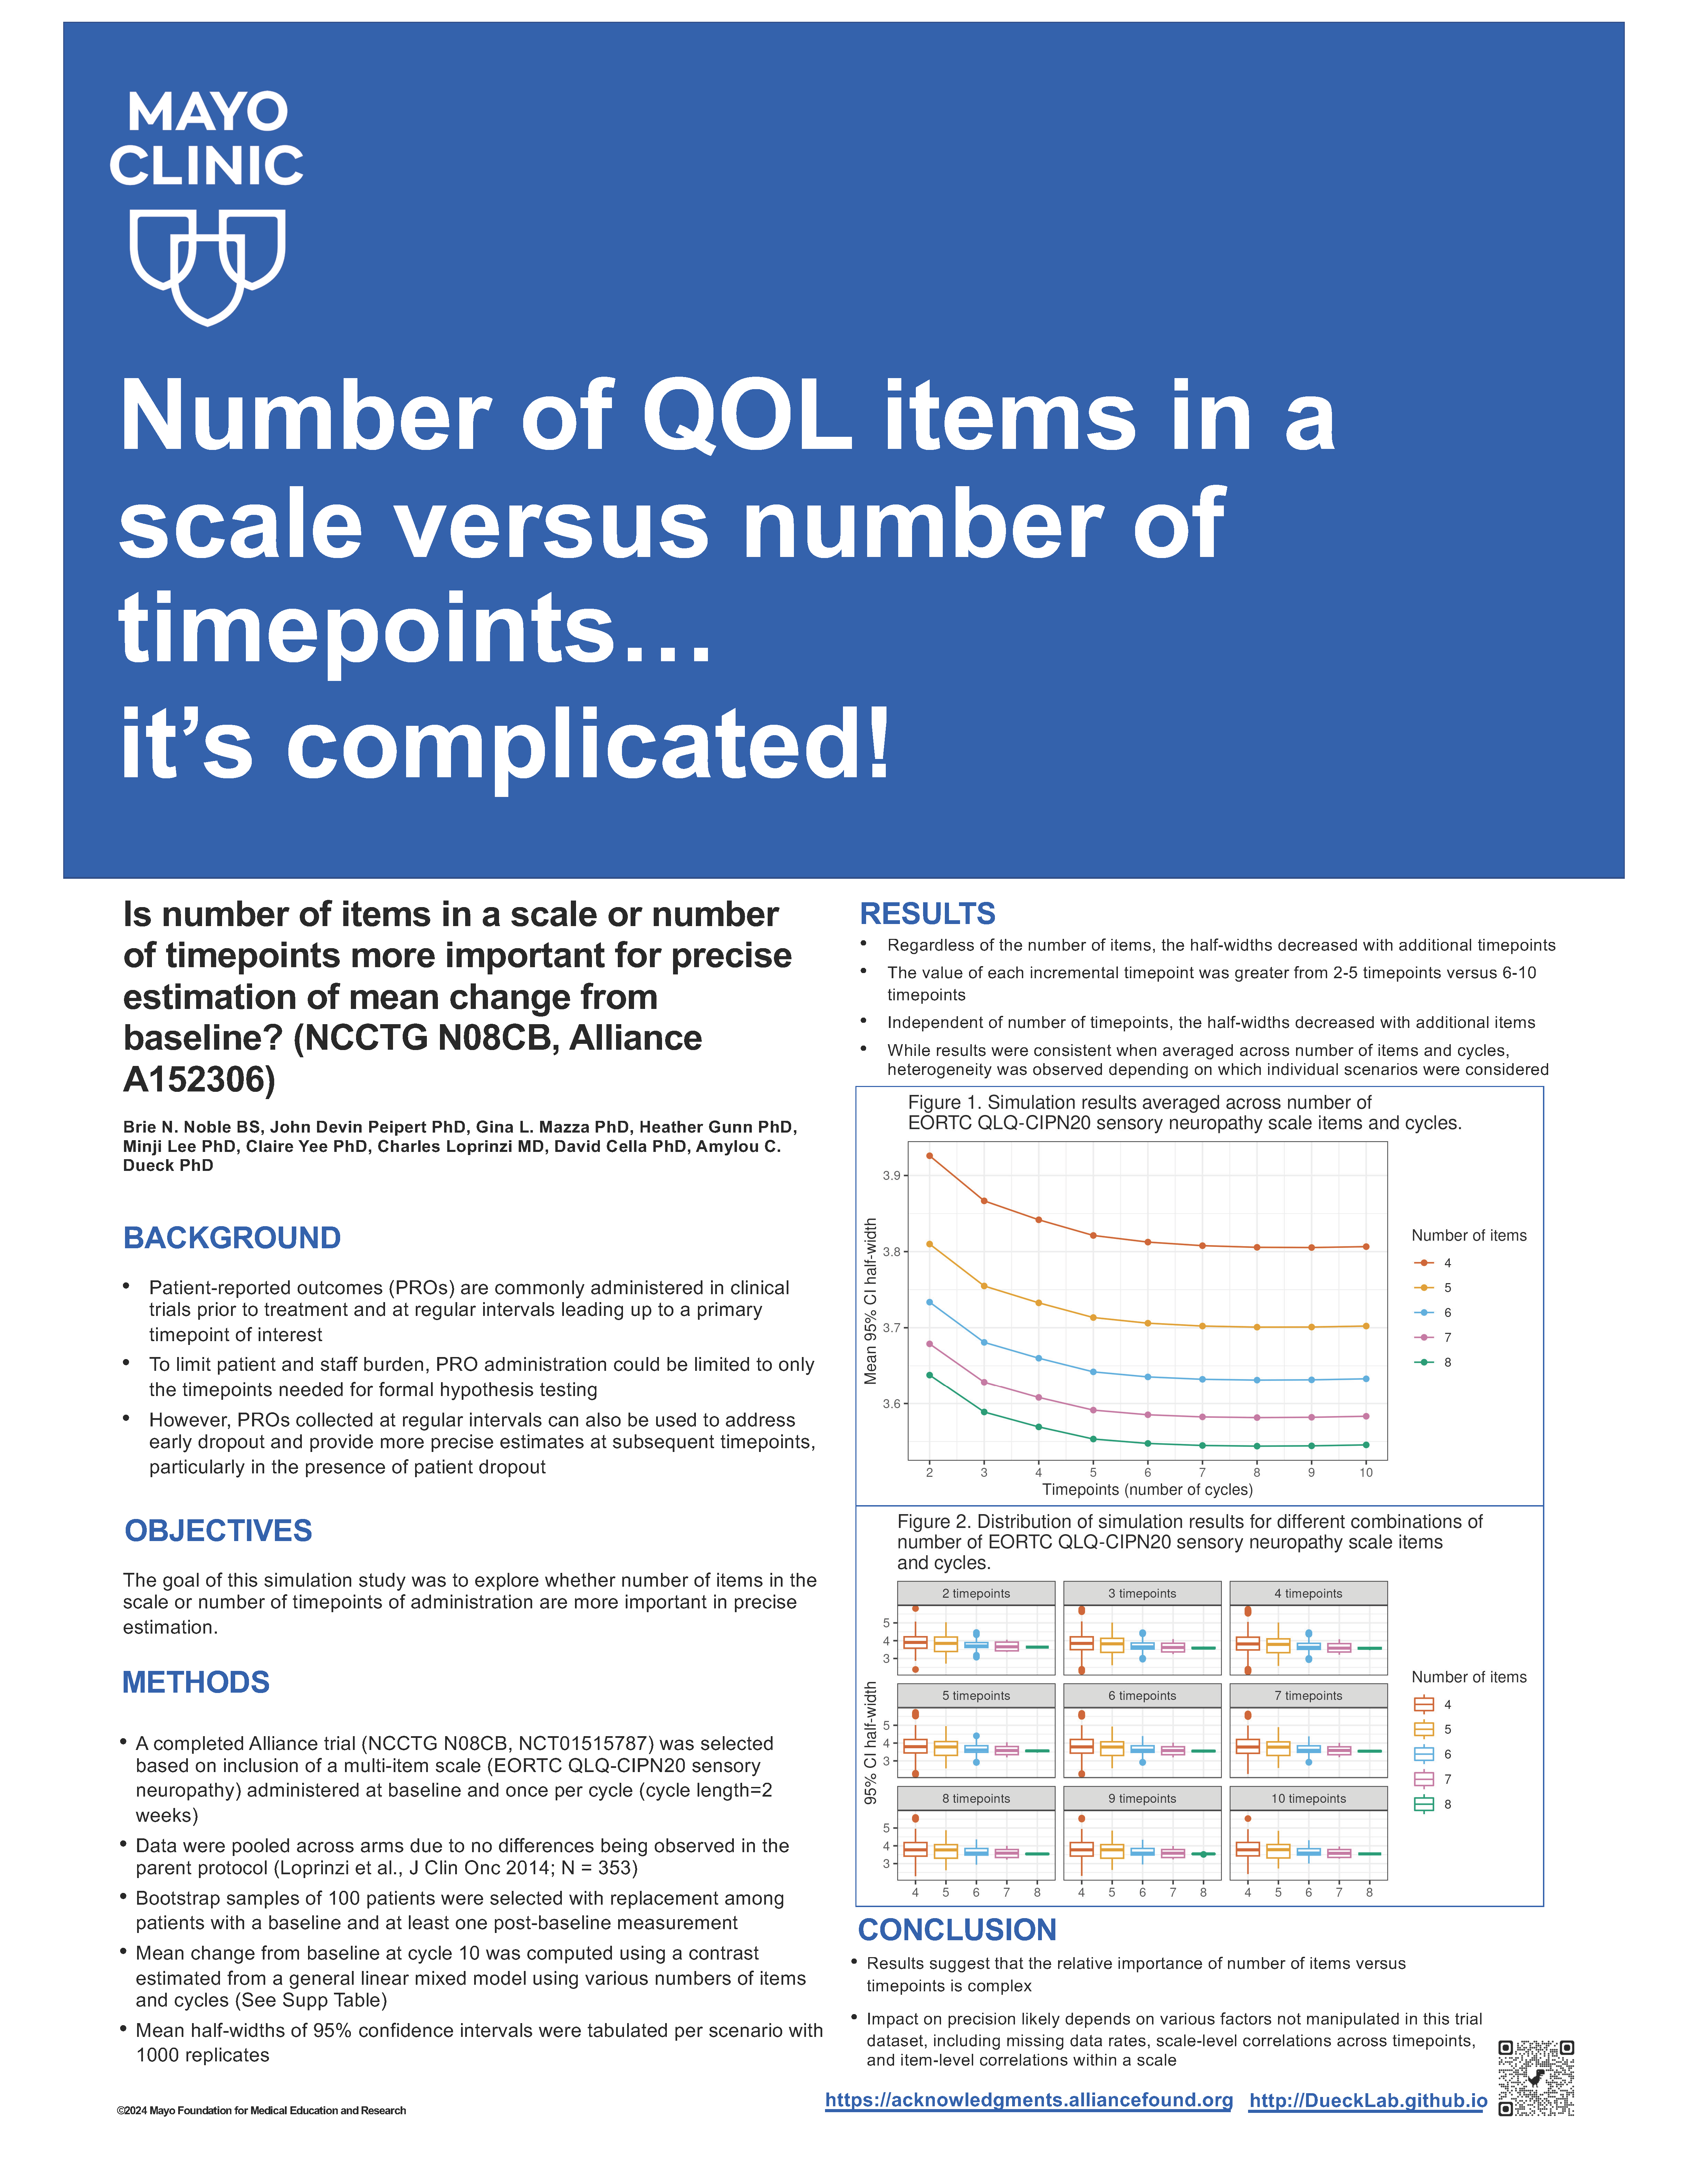 MAYO
CLINIC
Number of QOL items in a
scale versus number of
timepoints…
it’s complicated!
Is number of items in a scale or number
of timepoints more important for precise
estimation of mean change from
baseline? (NCCTG N08CB, Alliance
A152306)
Brie N. Noble BS, John Devin Peipert PhD, Gina L. Mazza PhD, Heather Gunn PhD,
Minji Lee PhD, Claire Yee PhD, Charles Loprinzi MD, David Cella PhD, Amylou C.
Dueck PhD
BACKGROUND
• Patient-reported outcomes (PROs) are commonly administered in clinical
trials prior to treatment and at regular intervals leading up to a primary
timepoint of interest
• To limit patient and staff burden, PRO administration could be limited to only
the timepoints needed for formal hypothesis testing
• However, PROs collected at regular intervals can also be used to address
early dropout and provide more precise estimates at subsequent timepoints,
particularly in the presence of patient dropout
OBJECTIVES
The goal of this simulation study was to explore whether number of items in the
scale or number of timepoints of administration are more important in precise
estimation.
METHODS
• A completed Alliance trial (NCCTG N08CB, NCT01515787) was selected
based on inclusion of a multi-item scale (EORTC QLQ-CIPN20 sensory
neuropathy) administered at baseline and once per cycle (cycle length=2
weeks)
• Data were pooled across arms due to no differences being observed in the
parent protocol (Loprinzi et al., J Clin Onc 2014; N = 353)
• Bootstrap samples of 100 patients were selected with replacement among
patients with a baseline and at least one post-baseline measurement
• Mean change from baseline at cycle 10 was computed using a contrast
estimated from a general linear mixed model using various numbers of items
and cycles (See Supp Table)
• Mean half-widths of 95% confidence intervals were tabulated per scenario with
1000 replicates
©2024 Mayo Foundation for Medical Education and Research
RESULTS
• Regardless of the number of items, the half-widths decreased with additional timepoints
• The value of each incremental timepoint was greater from 2-5 timepoints versus 6-10
timepoints
• Independent of number of timepoints, the half-widths decreased with additional items
• While results were consistent when averaged across number of items and cycles,
heterogeneity was observed depending on which individual scenarios were considered
Figure 1. Simulation results averaged across number of
EORTC QLQ-CIPN20 sensory neuropathy scale items and cycles.
Mean 95% CI half-width
3.9
3.8
3.7
3.6
2 3 4 5 6 7 8 9 10
Timepoints (number of cycles)
Number of items
4
5
6
7
8
Figure 2. Distribution of simulation results for different combinations of
number of EORTC QLQ-CIPN20 sensory neuropathy scale items
and cycles.
95% CI half-width
2 timepoints 3 timepoints 4 timepoints
5
4
3
5 timepoints 6 timepoints 7 timepoints
5
4
3
8 timepoints 9 timepoints 10 timepoints
5
4
3
4 5 6 7 8 4 5 6 7 8 4 5 6 7 8
Number of items
4
5
6
7
8
CONCLUSION
• Results suggest that the relative importance of number of items versus
timepoints is complex
• Impact on precision likely depends on various factors not manipulated in this trial
dataset, including missing data rates, scale-level correlations across timepoints,
and item-level correlations within a scale
https://acknowledgments.alliancefound.org http://DueckLab.github.io